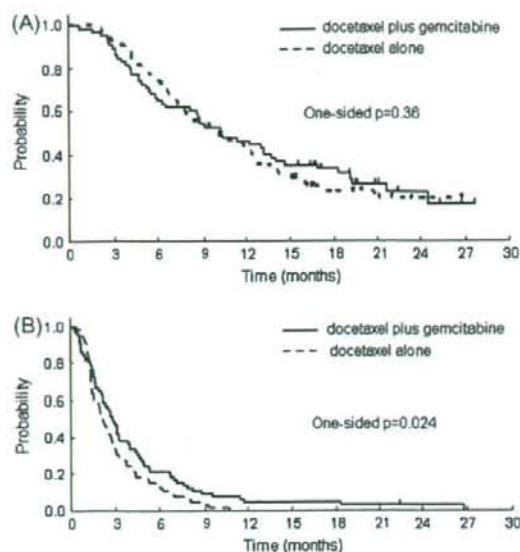 (A)
1.0
0.8
0.6
0.4
0.2
0.0
Probability
docetaxel plus gemcitabine
docetaxel alone
One-sided p=0.36
0 3 6 9 12 15 18 21 24 27 30
Time (months)
(B)
1.0
0.8
0.6
0.4
0.2
0.0
Probability
docetaxel plus gemcitabine
docetaxel alone
One-sided p=0.024
0 3 6 9 12 15 18 21 24 27 30
Time (months)